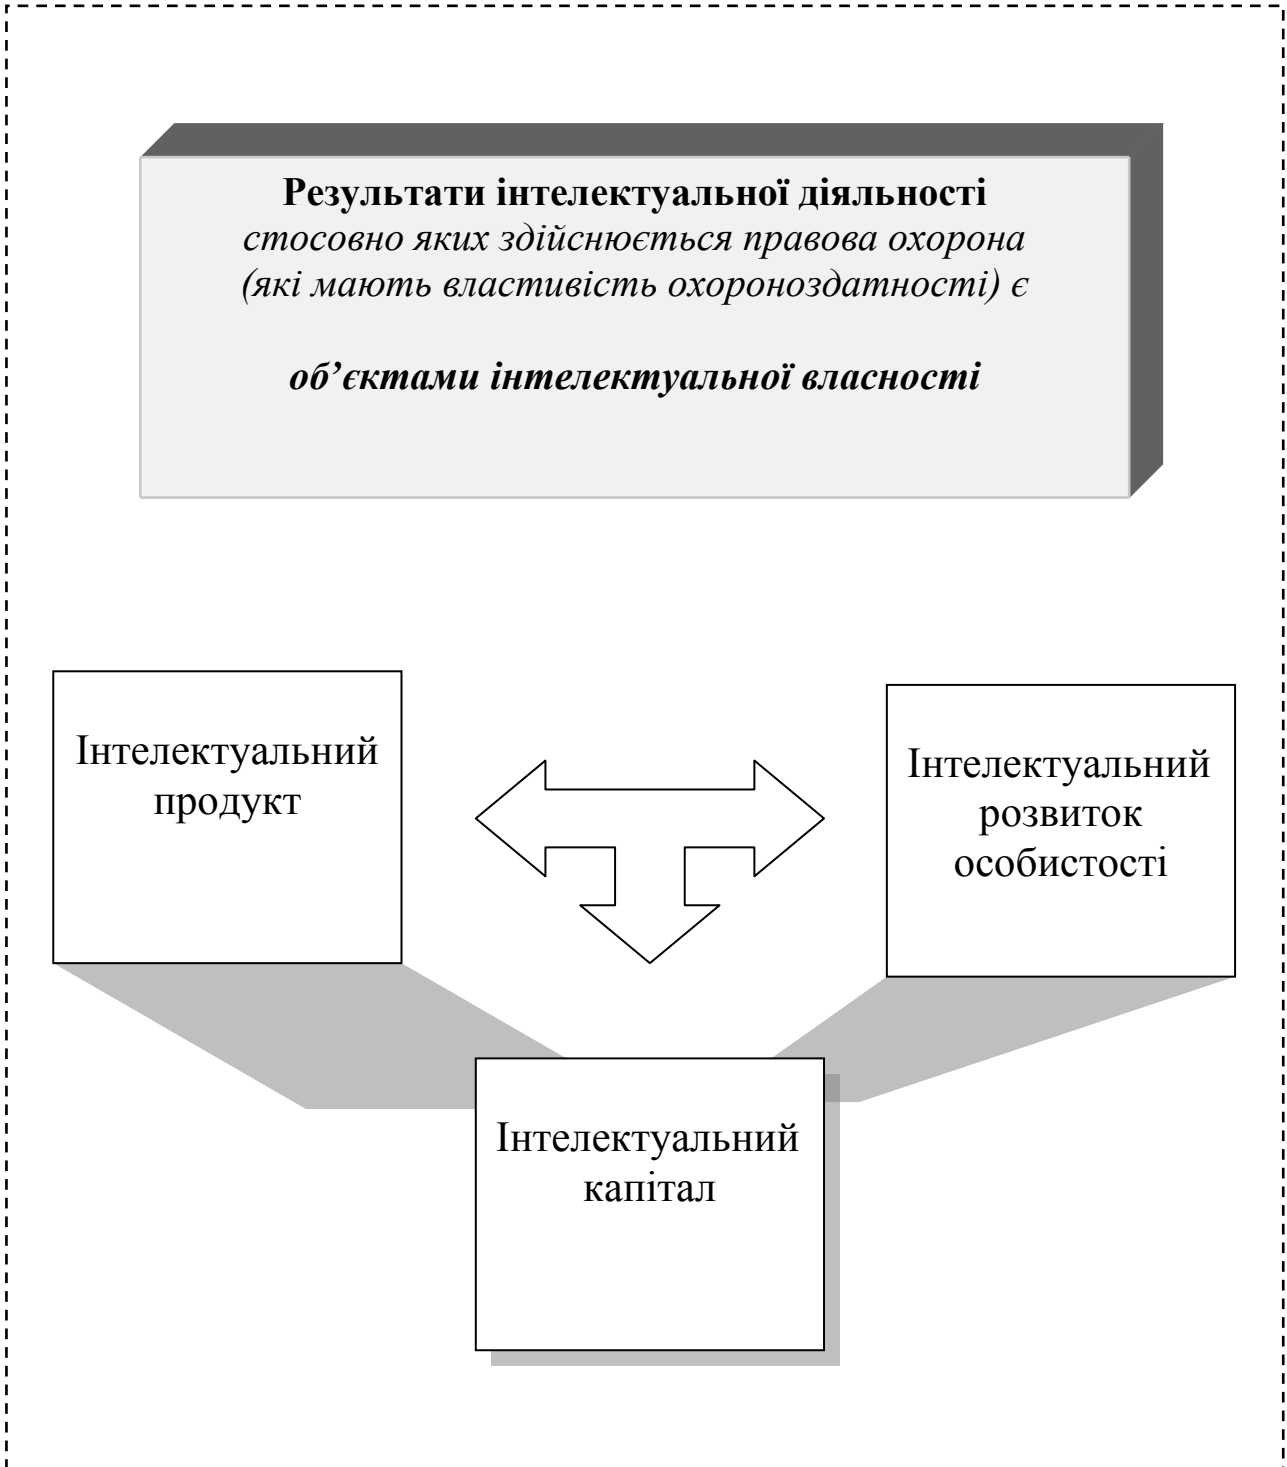 Результати інтелектуальної діяльності
стосовно яких здійснюється правова охорона
(які мають властивість охороноздатності) є
об’єктами інтелектуальної власності
Інтелектуальний
продукт
Інтелектуальний
розвиток
особистості
Інтелектуальний
капітал